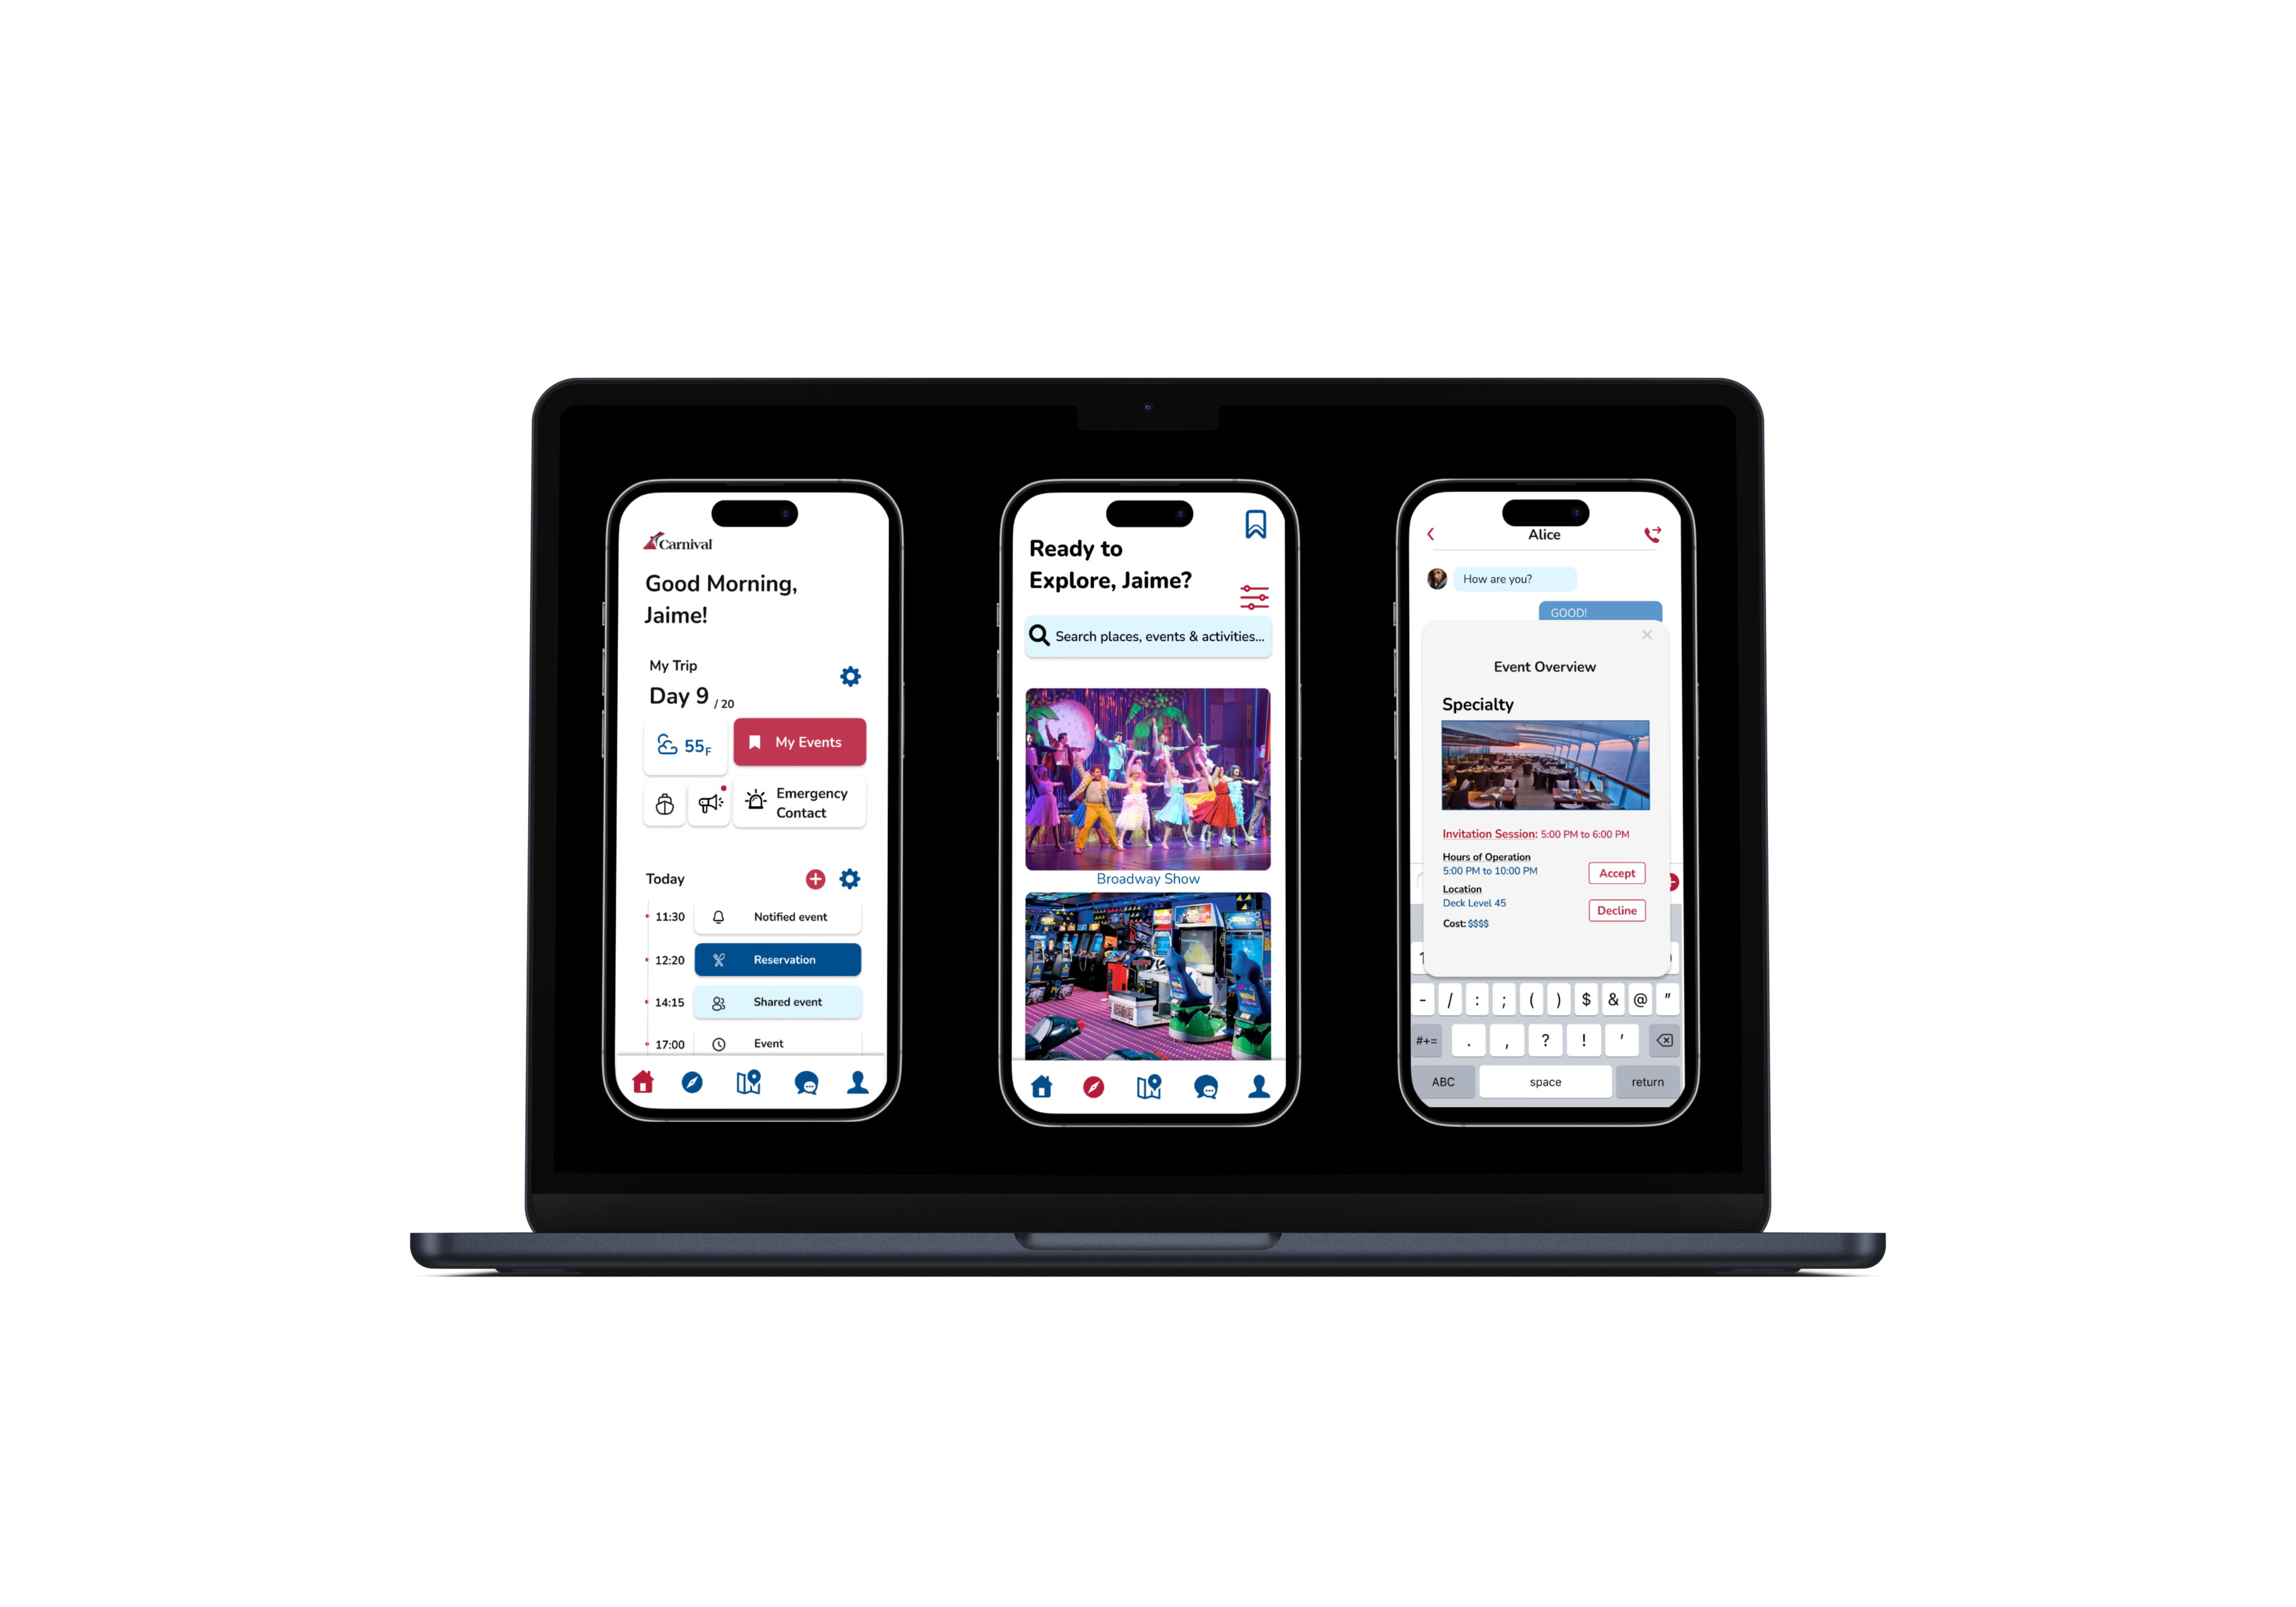 Carnival
Good Morning,
Jaime!
My Trip
Day 9 / 20
55F
My Events
Emergency
Contact
Today
11:30 Notified event
12:20 Reservation
14:15 Shared event
17:00 Event
Ready to
Explore, Jaime?
Search places, events & activities...
Broadway Show
Alice
How are you?
GOOD!
Event Overview
Specialty
Invitation Session: 5:00 PM to 6:00 PM
Hours of Operation
5:00 PM to 10:00 PM
Accept
Location
Deck Level 45
Decline
Cost: $$$$
1
- / : ; ( ) $ & @ "
#+= . , ? ! '
ABC space return